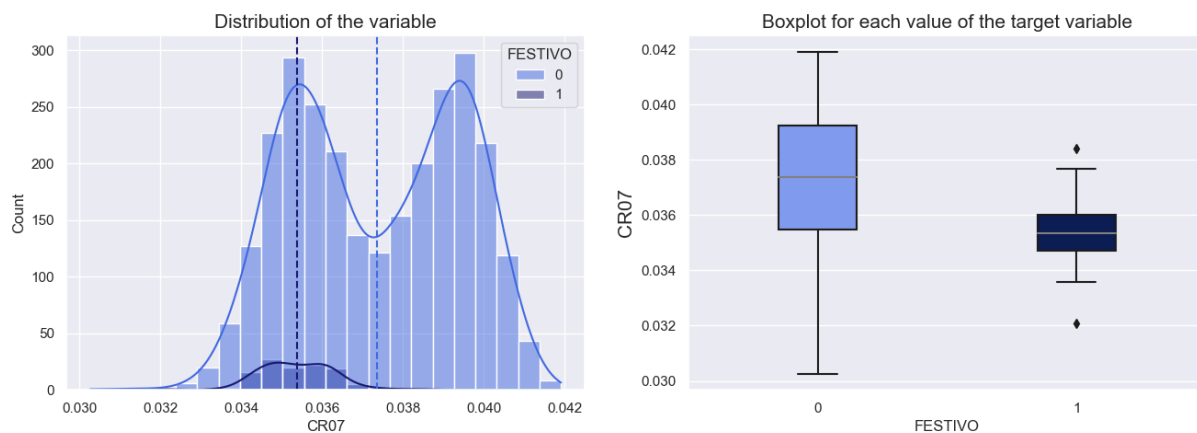 Distribution of the variable
300
250
200
150
100
50
0
Count
FESTIVO
0
1
0.030 0.032 0.034 0.036 0.038 0.040 0.042
CR07
Boxplot for each value of the target variable
0.042
0.040
0.038
0.036
0.034
0.032
0.030
CR07
0 1
FESTIVO